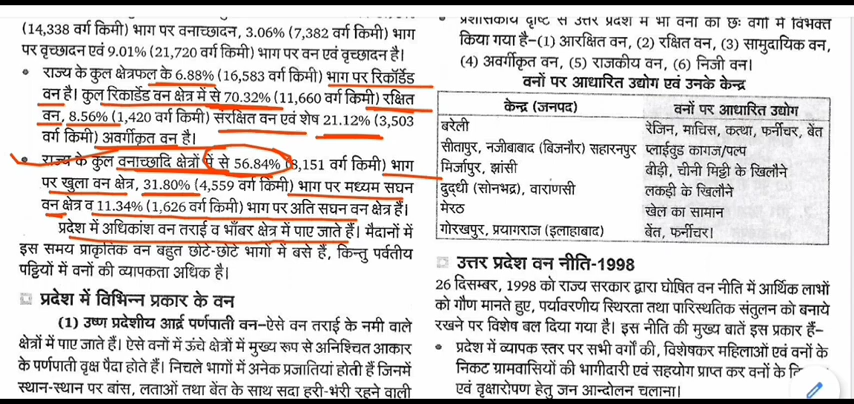 (14,338 वर्ग किमी) भाग पर वनाच्छादन, 3.06% (7,382 वर्ग किमी) भाग
पर वृच्छादन एवं 9.01% (21,720 वर्ग किमी) भाग पर वन एवं वृच्छादन है।
• राज्य के कुल क्षेत्रफल के 6.88% (16,583 वर्ग किमी) भाग पर रिकॉर्डेड
वन है। कुल रिकार्डेड वन क्षेत्र में से 70.32% (11,660 वर्ग किमी) रक्षित
वन, 8.56% (1,420 वर्ग किमी) संरक्षित वन एवं शेष 21.12% (3,503
वर्ग किमी) अवर्गीकृत वन है।
• राज्य के कुल वनाच्छादि क्षेत्रों में से 56.84% (8,151 वर्ग किमी) भाग
पर खुला वन क्षेत्र, 31.80% (4,559 वर्ग किमी) भाग पर मध्यम सघन
वन क्षेत्र व 11.34% (1,626 वर्ग किमी) भाग पर अति सघन वन क्षेत्र हैं।
प्रदेश में अधिकांश वन तराई व भाँबर क्षेत्र में पाए जाते हैं। मैदानों में
इस समय प्राकृतिक वन बहुत छोटे-छोटे भागों में बसे हैं, किन्तु पर्वतीय
पट्टियों में वनों की व्यापकता अधिक है।
प्रदेश में विभिन्न प्रकार के वन
(1) उष्ण प्रदेशीय आर्द्र पर्णपाती वन–ऐसे वन तराई के नमी वाले
क्षेत्रों में पाए जाते हैं। ऐसे वनों में ऊंचे क्षेत्रों में मुख्य रूप से अनिश्चित आकार
के पर्णपाती वृक्ष पैदा होते हैं। निचले भागों में अनेक प्रजातियां होती हैं जिनमें
स्थान-स्थान पर बांस, लताओं तथा बेंत के साथ सदा हरी-भरी रहने वाली
• प्रशासकीय दृष्टि से उत्तर प्रदेश में भी वनों को छः वर्गों में विभक्त
किया गया है–(1) आरक्षित वन, (2) रक्षित वन, (3) सामुदायिक वन,
(4) अवर्गीकृत वन, (5) राजकीय वन, (6) निजी वन।
वनों पर आधारित उद्योग एवं उनके केन्द्र
केन्द्र (जनपद) वनों पर आधारित उद्योग
बरेली रेजिन, माचिस, कत्था, फर्नीचर, बेंत
सीतापुर, नजीबाबाद (बिजनौर) सहारनपुर प्लाईवुड कागज/पल्प
मिर्जापुर, झांसी बीड़ी, चीनी मिट्टी के खिलौने
दुद्धी (सोनभद्र), वाराणसी लकड़ी के खिलौने
मेरठ खेल का सामान
गोरखपुर, प्रयागराज (इलाहाबाद) बेंत, फर्नीचर।
उत्तर प्रदेश वन नीति-1998
26 दिसम्बर, 1998 को राज्य सरकार द्वारा घोषित वन नीति में आर्थिक लाभों
को गौण मानते हुए, पर्यावरणीय स्थिरता तथा पारिस्थतिक संतुलन को बनाये
रखने पर विशेष बल दिया गया है। इस नीति की मुख्य बातें इस प्रकार हैं–
• प्रदेश में व्यापक स्तर पर सभी वर्गों की, विशेषकर महिलाओं एवं वनों के
निकट ग्रामवासियों की भागीदारी एवं सहयोग प्राप्त कर वनों के
एवं वृक्षारोपण हेतु जन आन्दोलन चलाना।